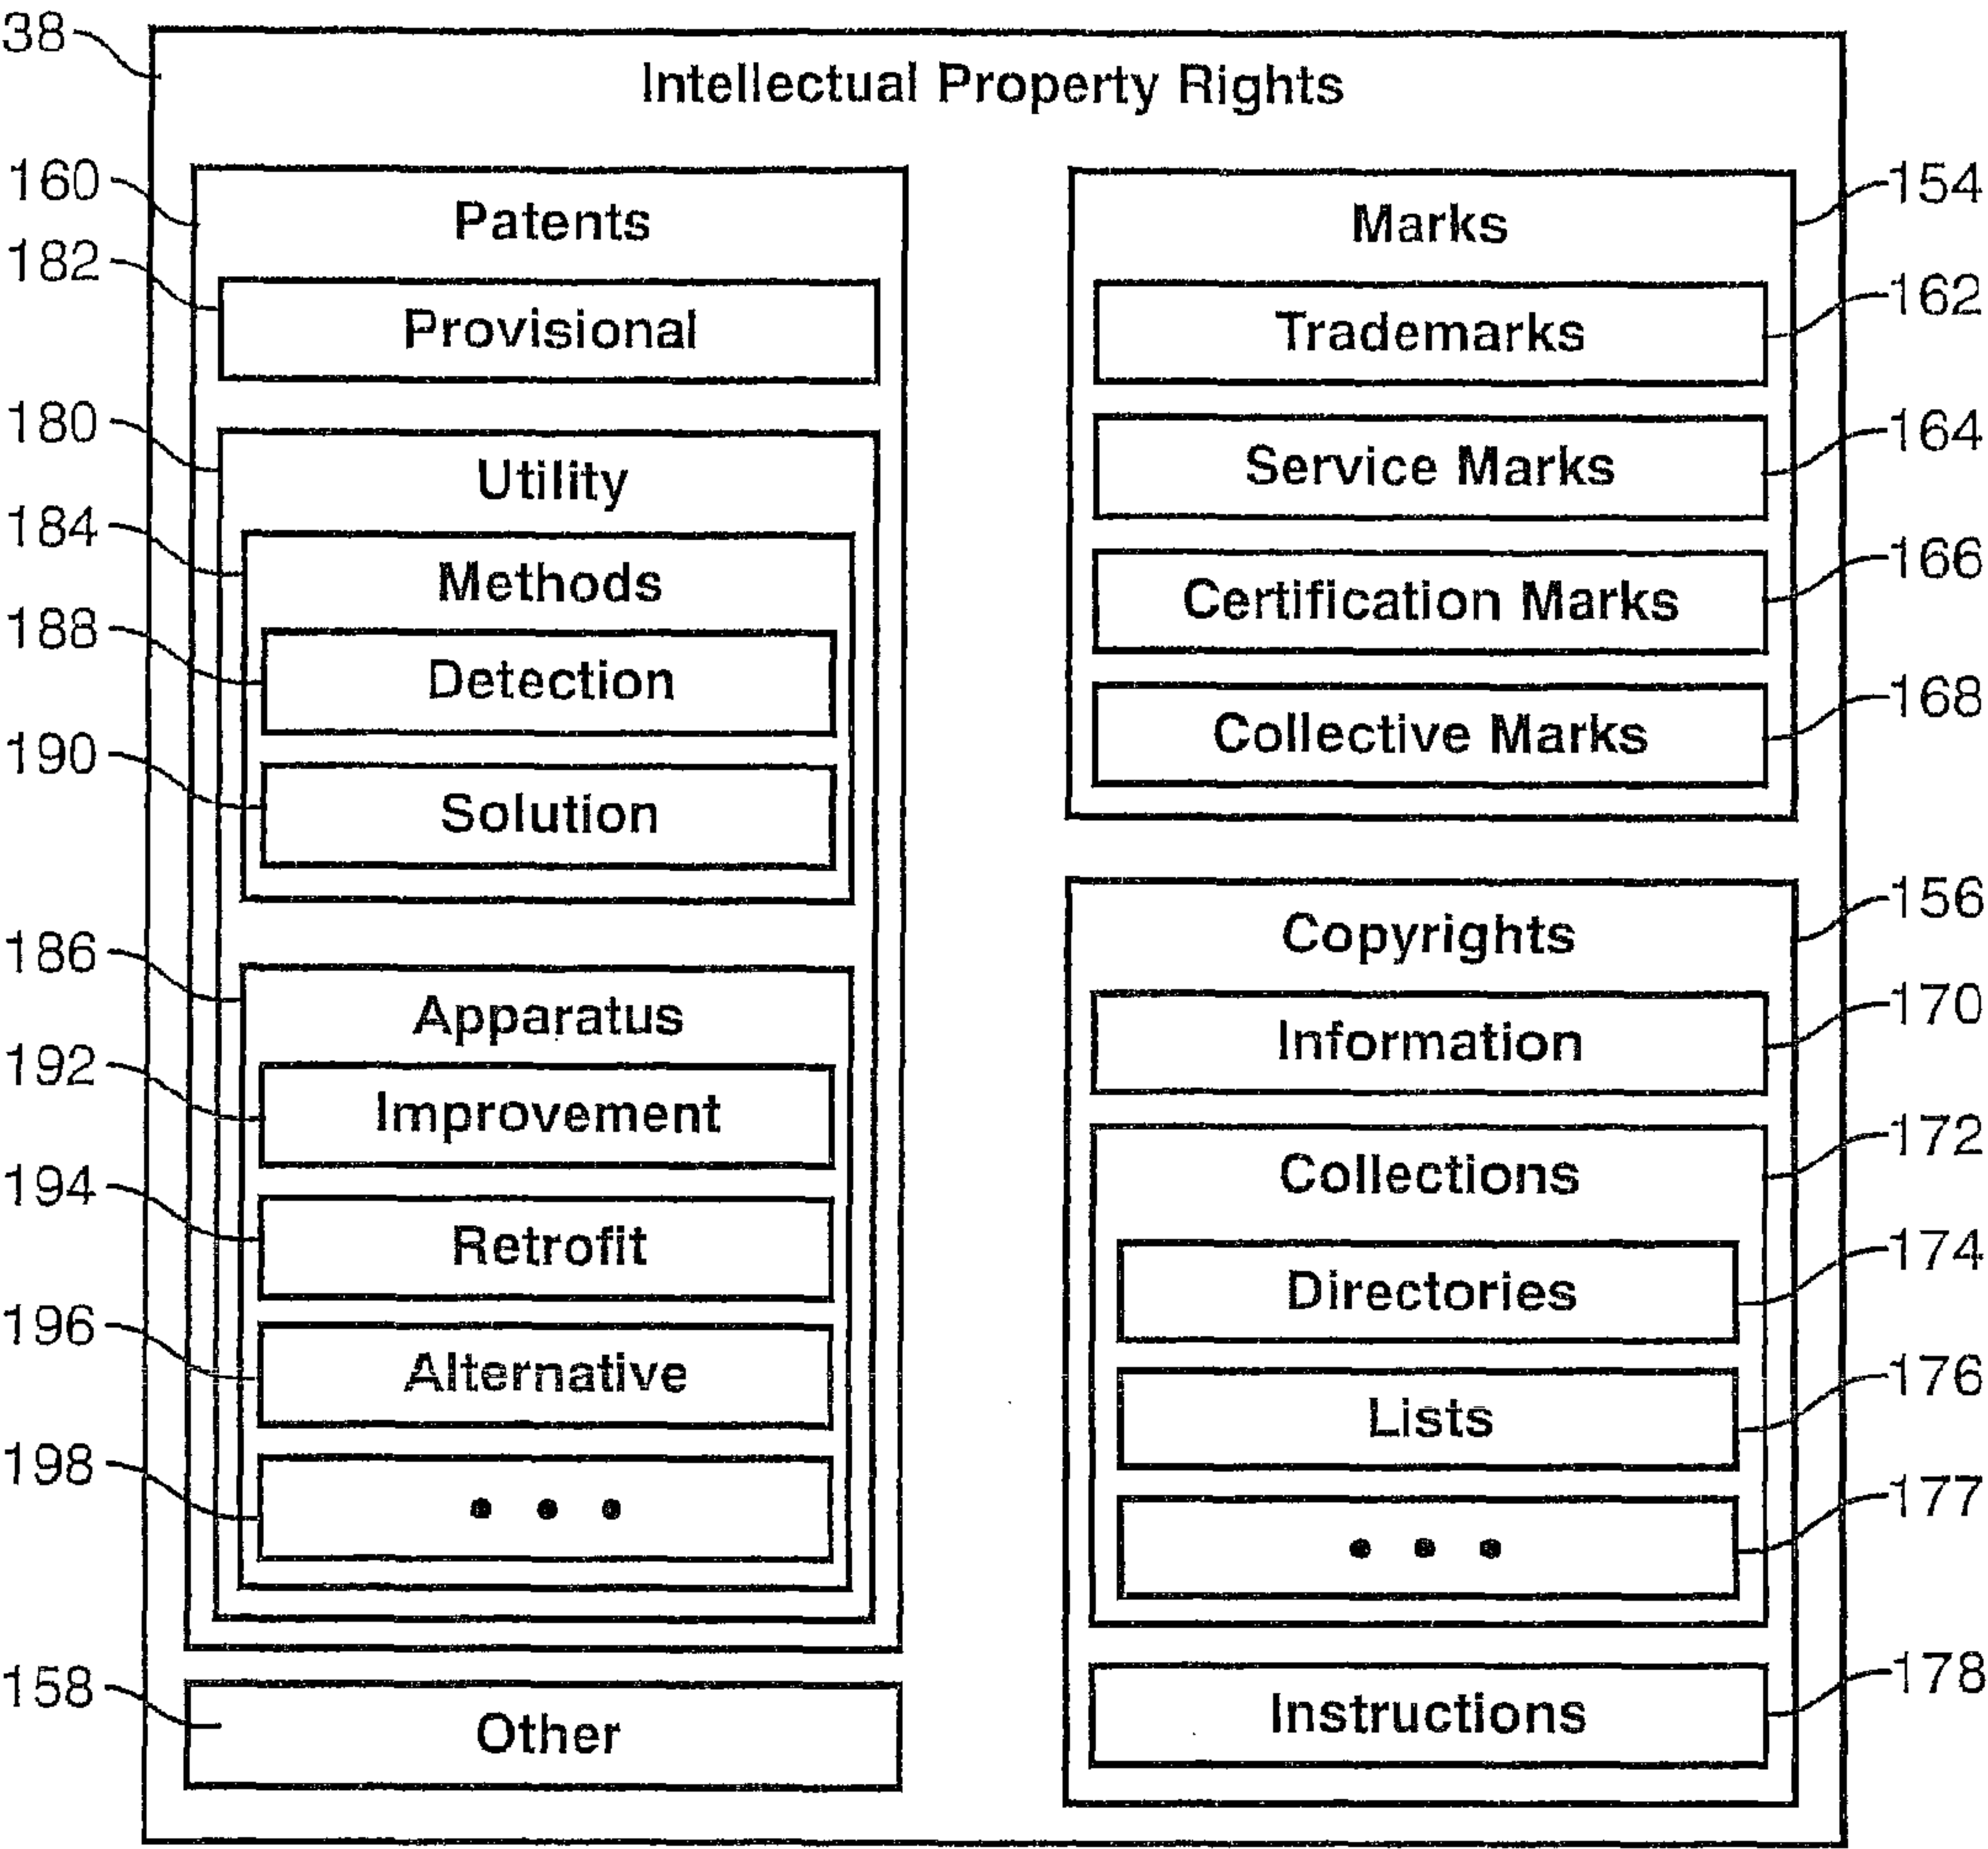 38
Intellectual Property Rights
160
Patents
182
Provisional
180
Utility
184
Methods
188
Detection
190
Solution
186
Apparatus
192
Improvement
194
Retrofit
196
Alternative
198
• • •
158
Other
154
Marks
162
Trademarks
164
Service Marks
166
Certification Marks
168
Collective Marks
156
Copyrights
170
Information
172
Collections
174
Directories
176
Lists
177
• • •
178
Instructions